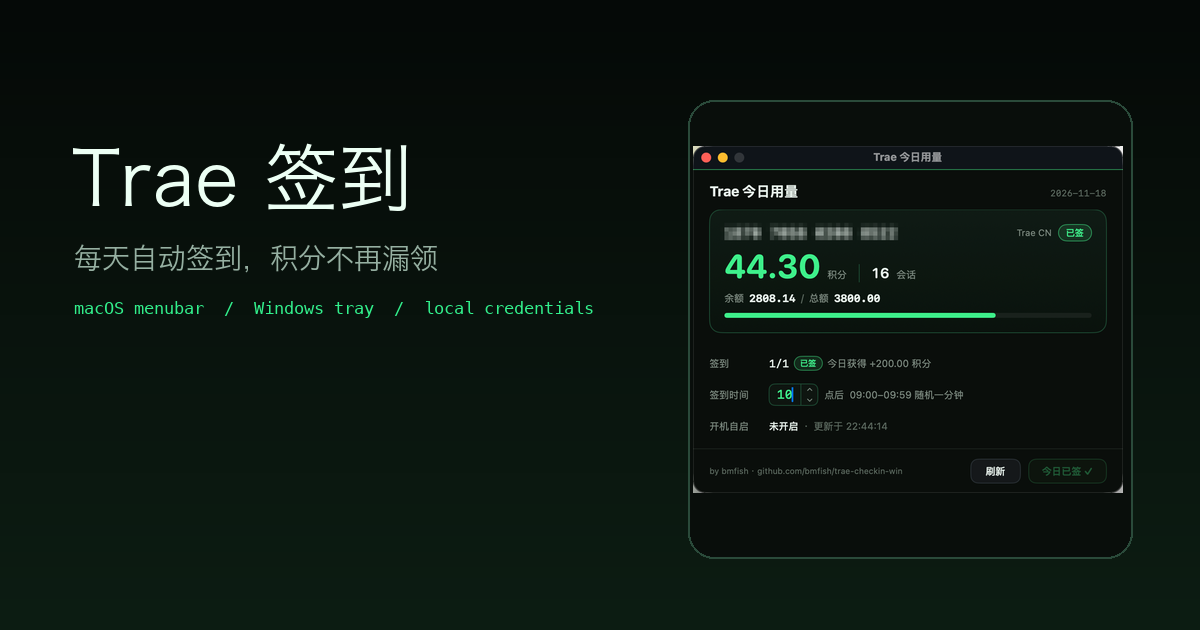 Trae 签到
每天自动签到，积分不再漏领
macOS menubar / Windows tray / local credentials
Trae 今日用量
Trae 今日用量 2026-11-18
Trae CN 已签
44.30 积分 16 会话
余额 2808.14 / 总额 3800.00
签到 1/1 已签 今日获得 +200.00 积分
签到时间 10 点后 09:00-09:59 随机一分钟
开机自启 未开启 · 更新于 22:44:14
by bmfish · github.com/bmfish/trae-checkin-win 刷新 今日已签 ✓